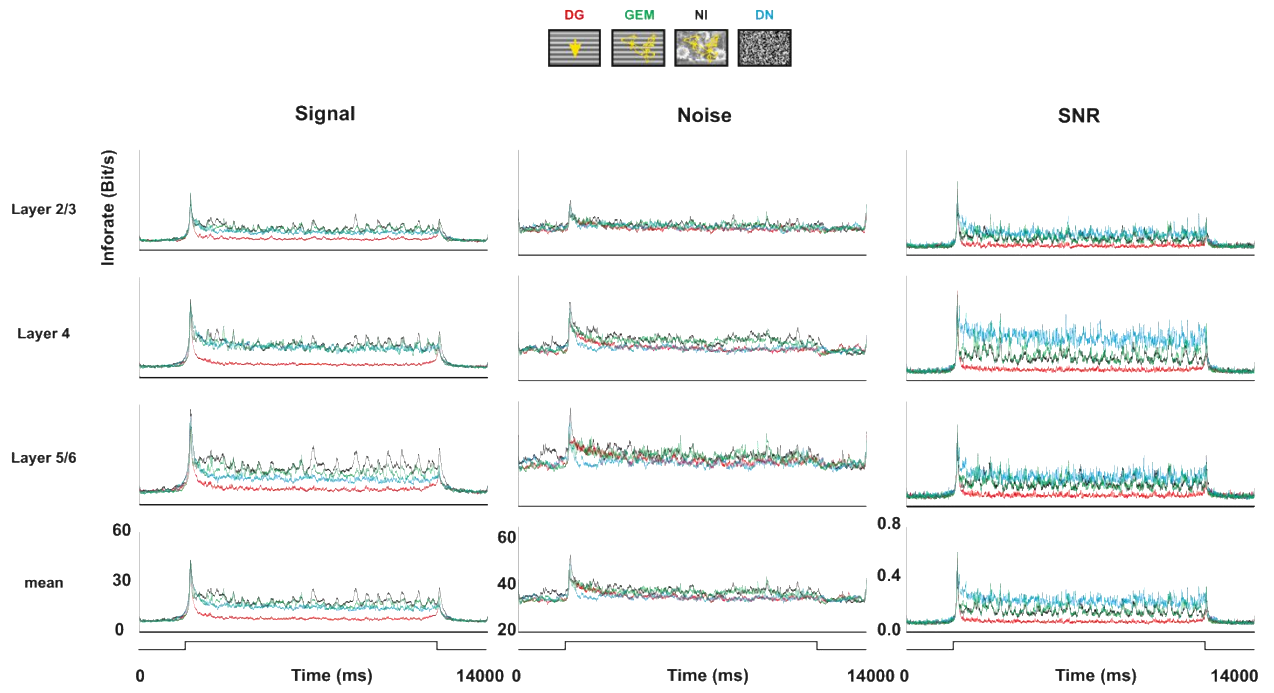 DG GEM NI DN
Signal Noise SNR
Inforate (Bit/s)
Layer 2/3
Layer 4
Layer 5/6
mean
60 60 0.8
30 40 0.4
0 20 0.0
0 Time (ms) 14000 0 Time (ms) 14000 0 Time (ms) 14000